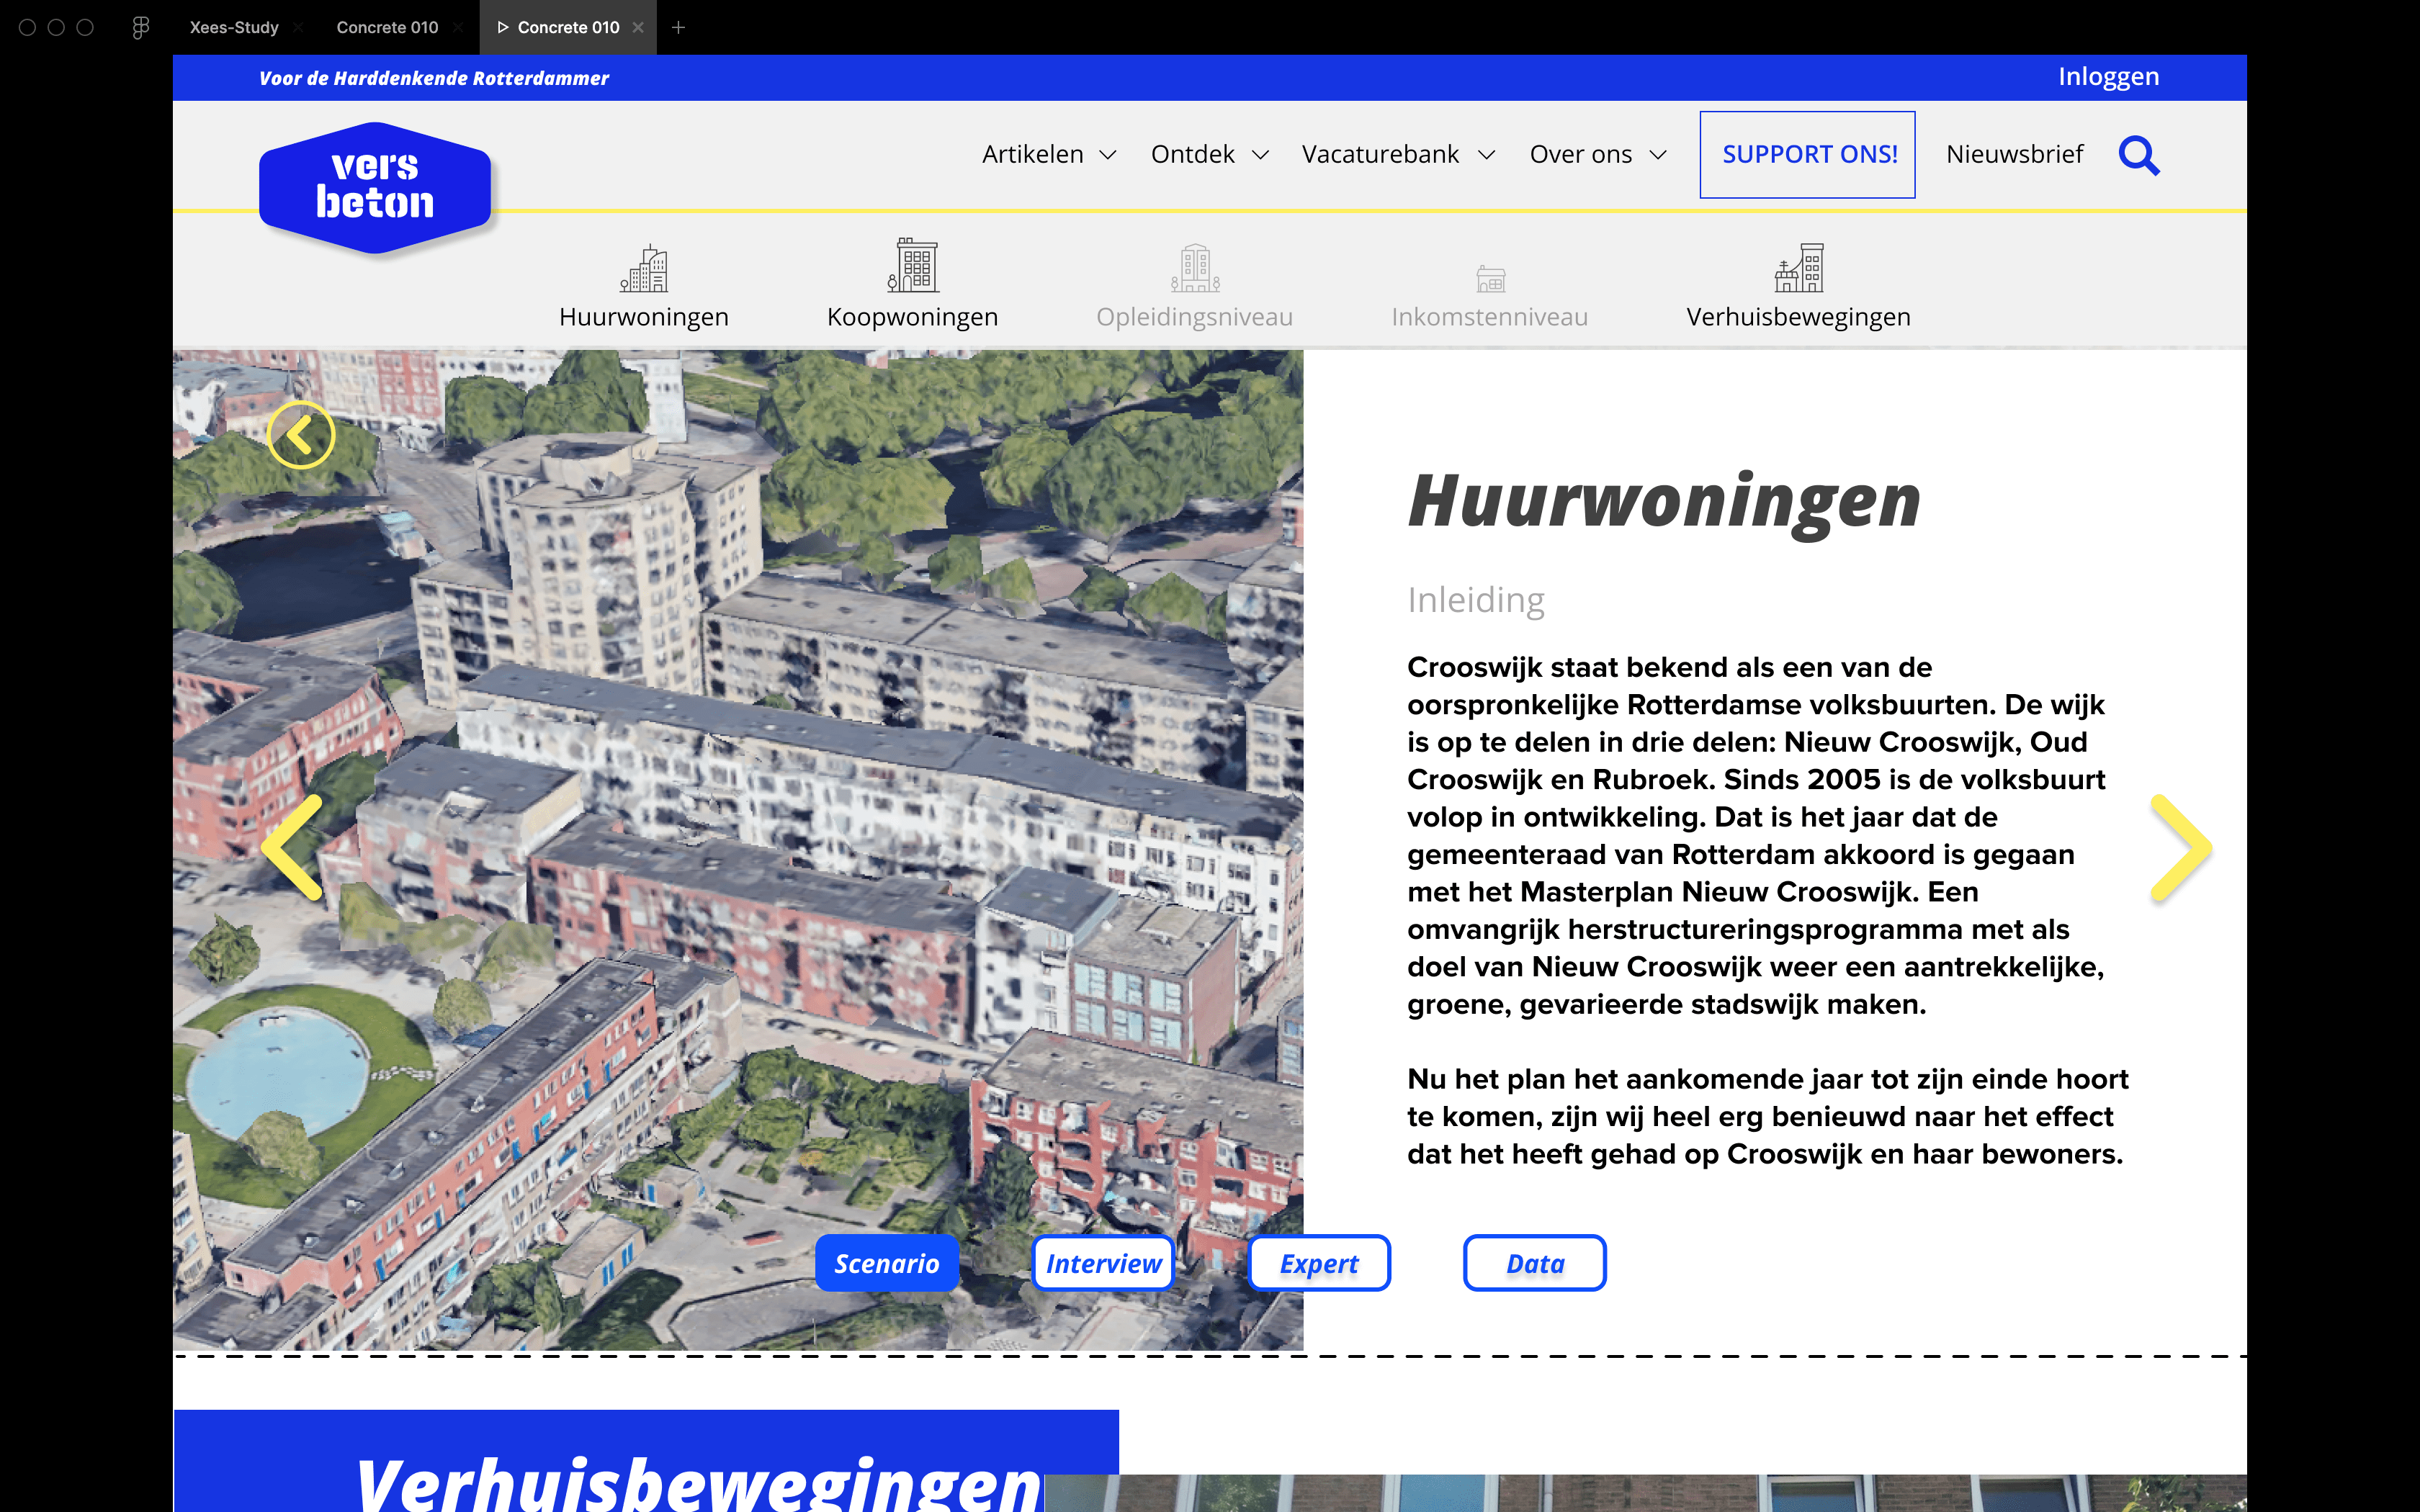 Xees-Study
Concrete 010
Concrete 010
Voor de Harddenkende Rotterdammer
Inloggen
vers
beton
Artikelen
Ontdek
Vacaturebank
Over ons
SUPPORT ONS!
Nieuwsbrief
Huurwoningen
Koopwoningen
Opleidingsniveau
Inkomstenniveau
Verhuisbewegingen
Huurwoningen
Inleiding
Crooswijk staat bekend als een van de
oorspronkelijke Rotterdamse volksbuurten. De wijk
is op te delen in drie delen: Nieuw Crooswijk, Oud
Crooswijk en Rubroek. Sinds 2005 is de volksbuurt
volop in ontwikkeling. Dat is het jaar dat de
gemeenteraad van Rotterdam akkoord is gegaan
met het Masterplan Nieuw Crooswijk. Een
omvangrijk herstructureringsprogramma met als
doel van Nieuw Crooswijk weer een aantrekkelijke,
groene, gevarieerde stadswijk maken.
Nu het plan het aankomende jaar tot zijn einde hoort
te komen, zijn wij heel erg benieuwd naar het effect
dat het heeft gehad op Crooswijk en haar bewoners.
Scenario
Interview
Expert
Data
Verhuisbewegingen